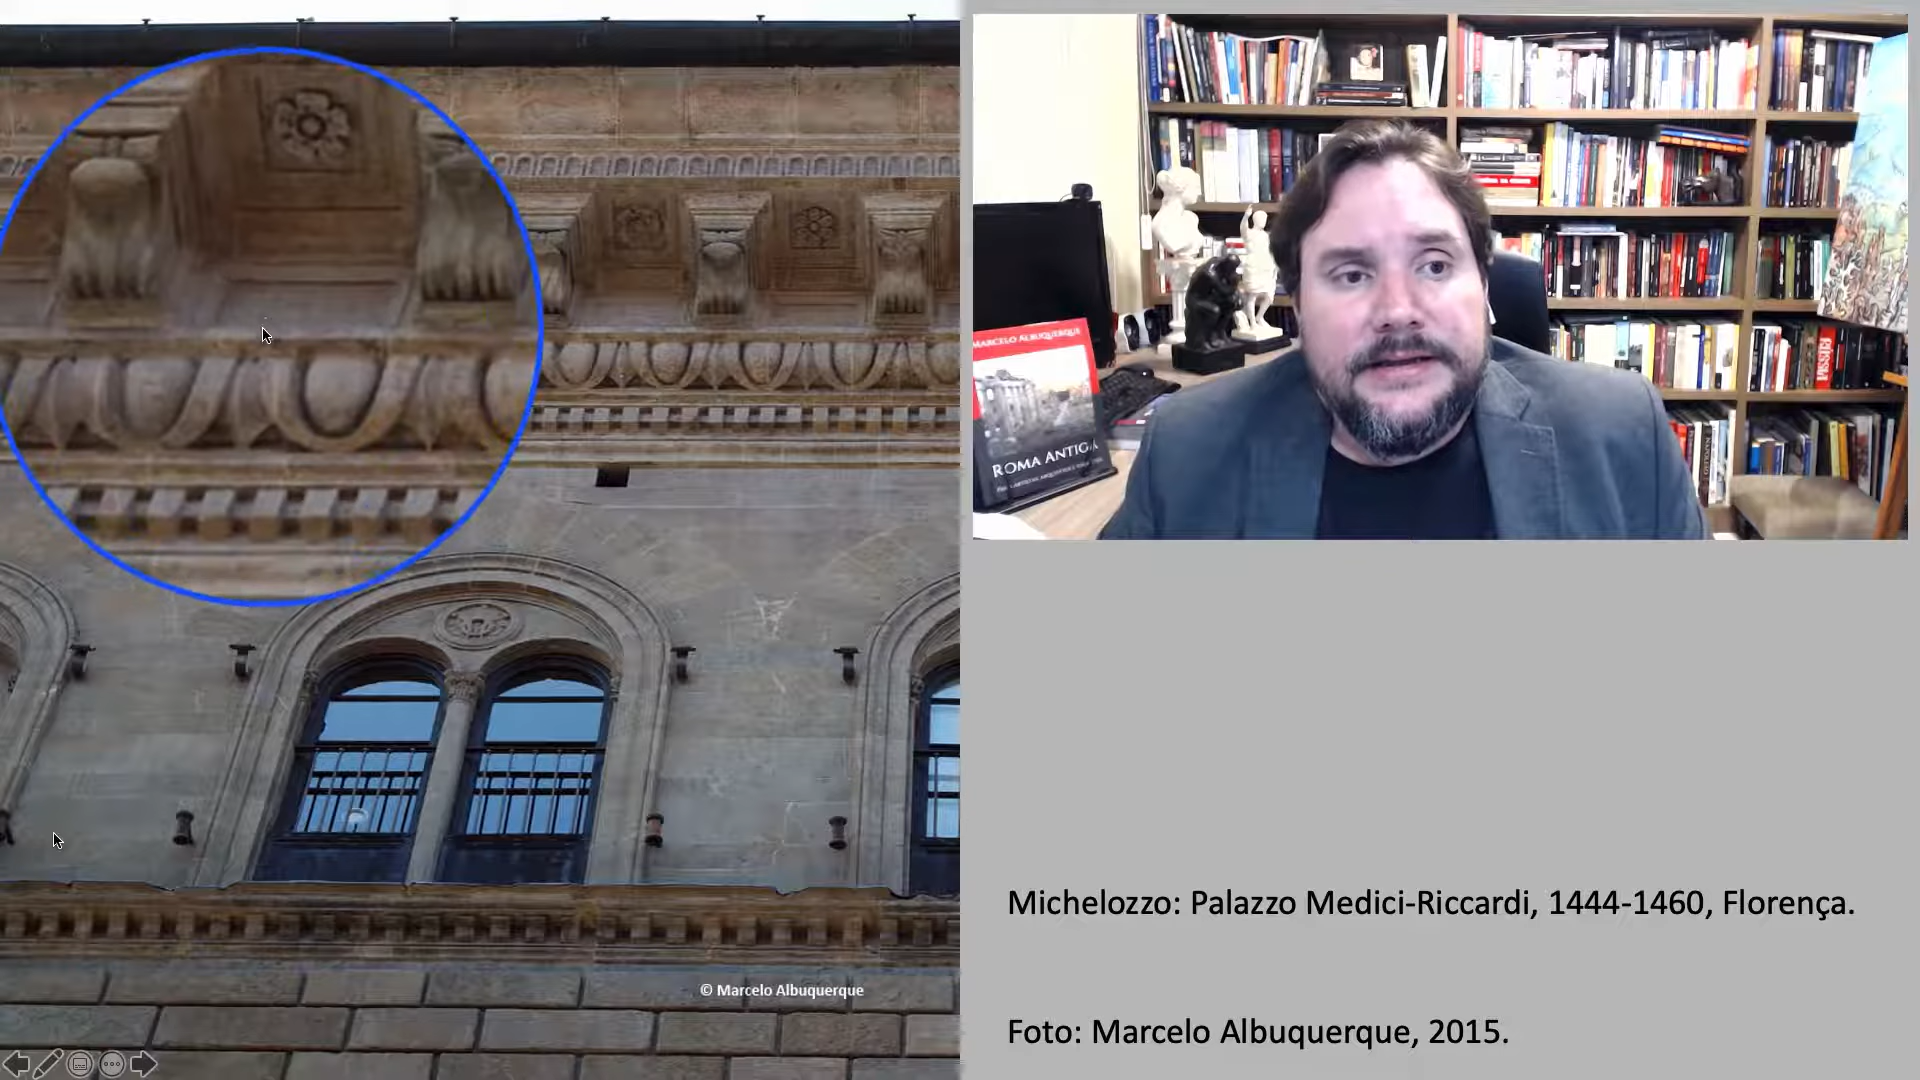 MARCELO ALBUQUERQUE
ROMA ANTIGA
© Marcelo Albuquerque
Michelozzo: Palazzo Medici-Riccardi, 1444-1460, Florença.
Foto: Marcelo Albuquerque, 2015.